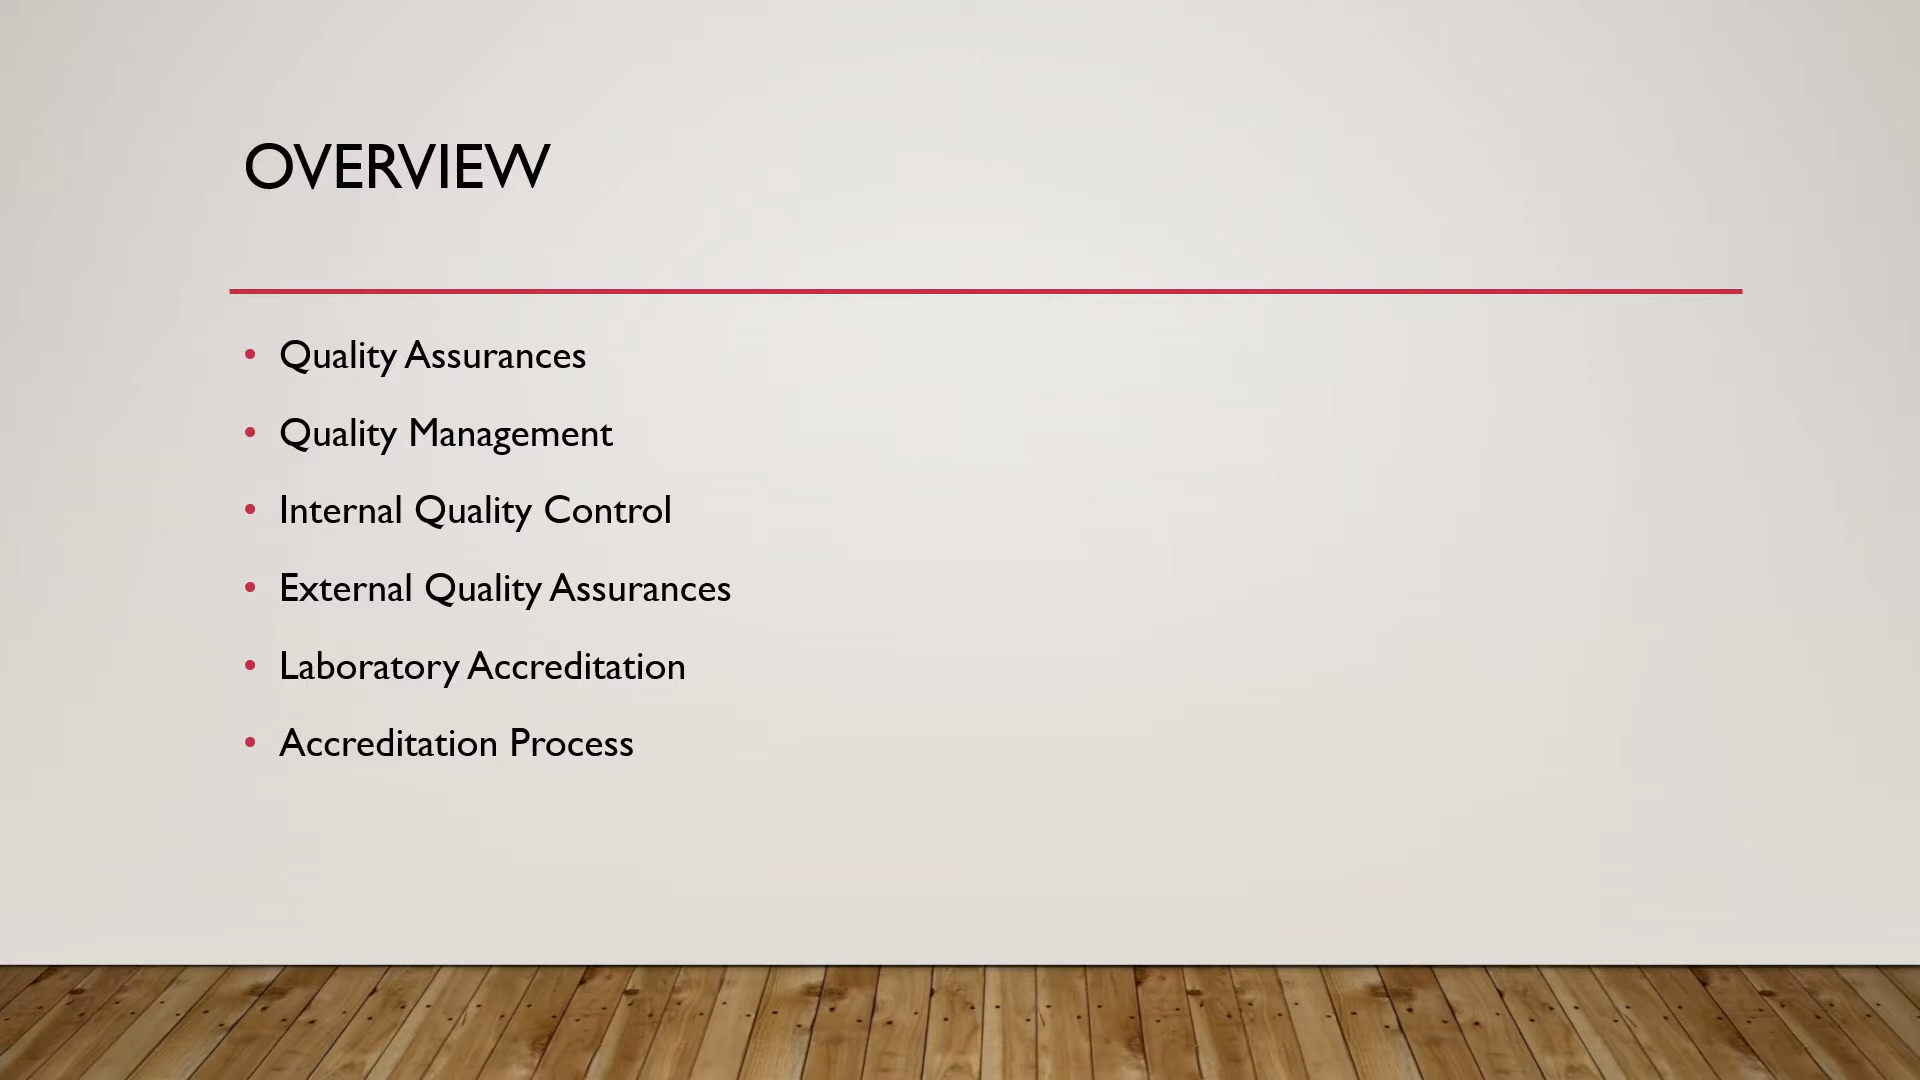 OVERVIEW
• Quality Assurances
• Quality Management
• Internal Quality Control
• External Quality Assurances
• Laboratory Accreditation
• Accreditation Process